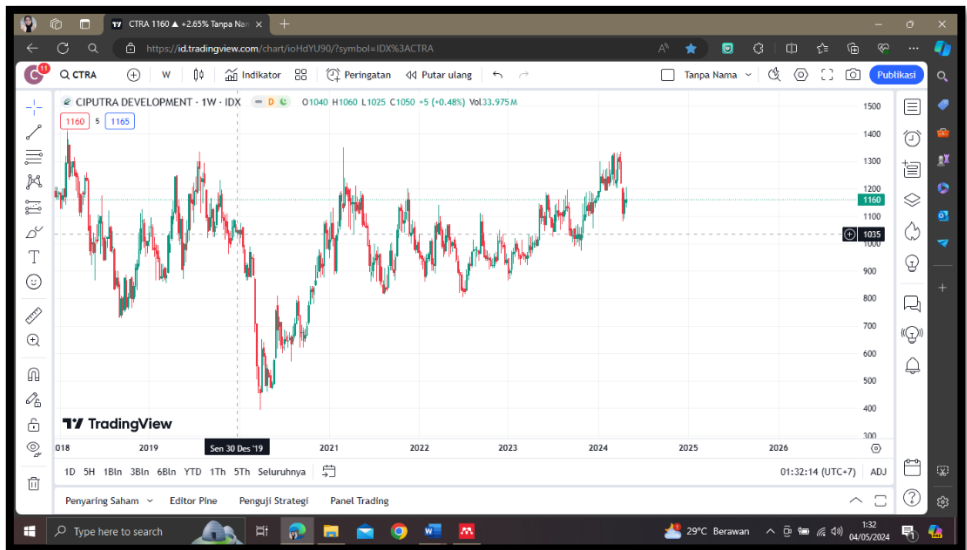 CTRA 1160 ▲ +2.65% Tanpa Nan
https://id.tradingview.com/chart/ioHdYU90/?symbol=IDX%3ACTRA
C 11 CTRA W Indikator Peringatan Putar ulang Tanpa Nama Publikasi
CIPUTRA DEVELOPMENT · 1W · IDX D O1040 H1060 L1025 C1050 +5 (+0.48%) Vol33.975 M
1160 5 1165
1500
1400
1300
1200
1160
1100
1035
1000
900
800
700
600
500
400
300
TradingView
018 2019 Sen 30 Des '19 2021 2022 2023 2024 2025 2026
1D 5H 1Bln 3Bln 6Bln YTD 1Th 5Th Seluruhnya 01:32:14 (UTC+7) ADJ
Penyaring Saham Editor Pine Penguji Strategi Panel Trading
Type here to search 29°C Berawan 1:32
04/05/2024